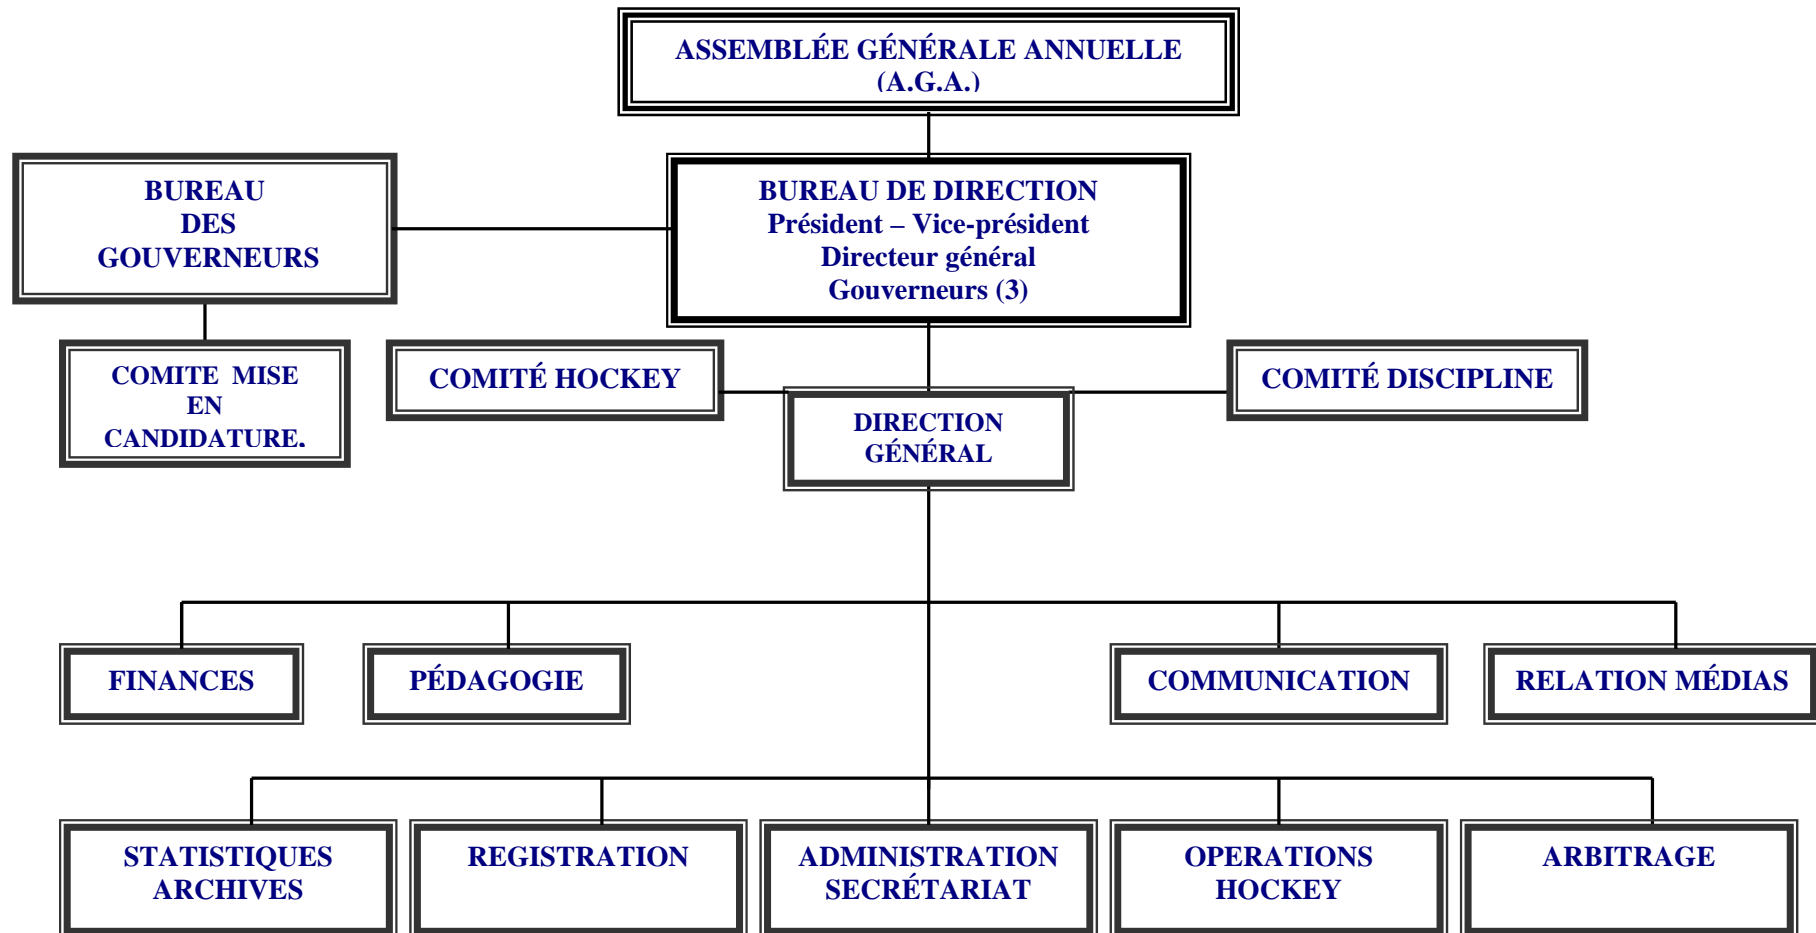 ASSEMBLÉE GÉNÉRALE ANNUELLE
(A.G.A.)
BUREAU
DES
GOUVERNEURS
BUREAU DE DIRECTION
Président – Vice-président
Directeur général
Gouverneurs (3)
COMITE MISE
EN
CANDIDATURE.
COMITÉ HOCKEY
COMITÉ DISCIPLINE
DIRECTION
GÉNÉRAL
FINANCES
PÉDAGOGIE
COMMUNICATION
RELATION MÉDIAS
STATISTIQUES
ARCHIVES
REGISTRATION
ADMINISTRATION
SECRÉTARIAT
OPERATIONS
HOCKEY
ARBITRAGE